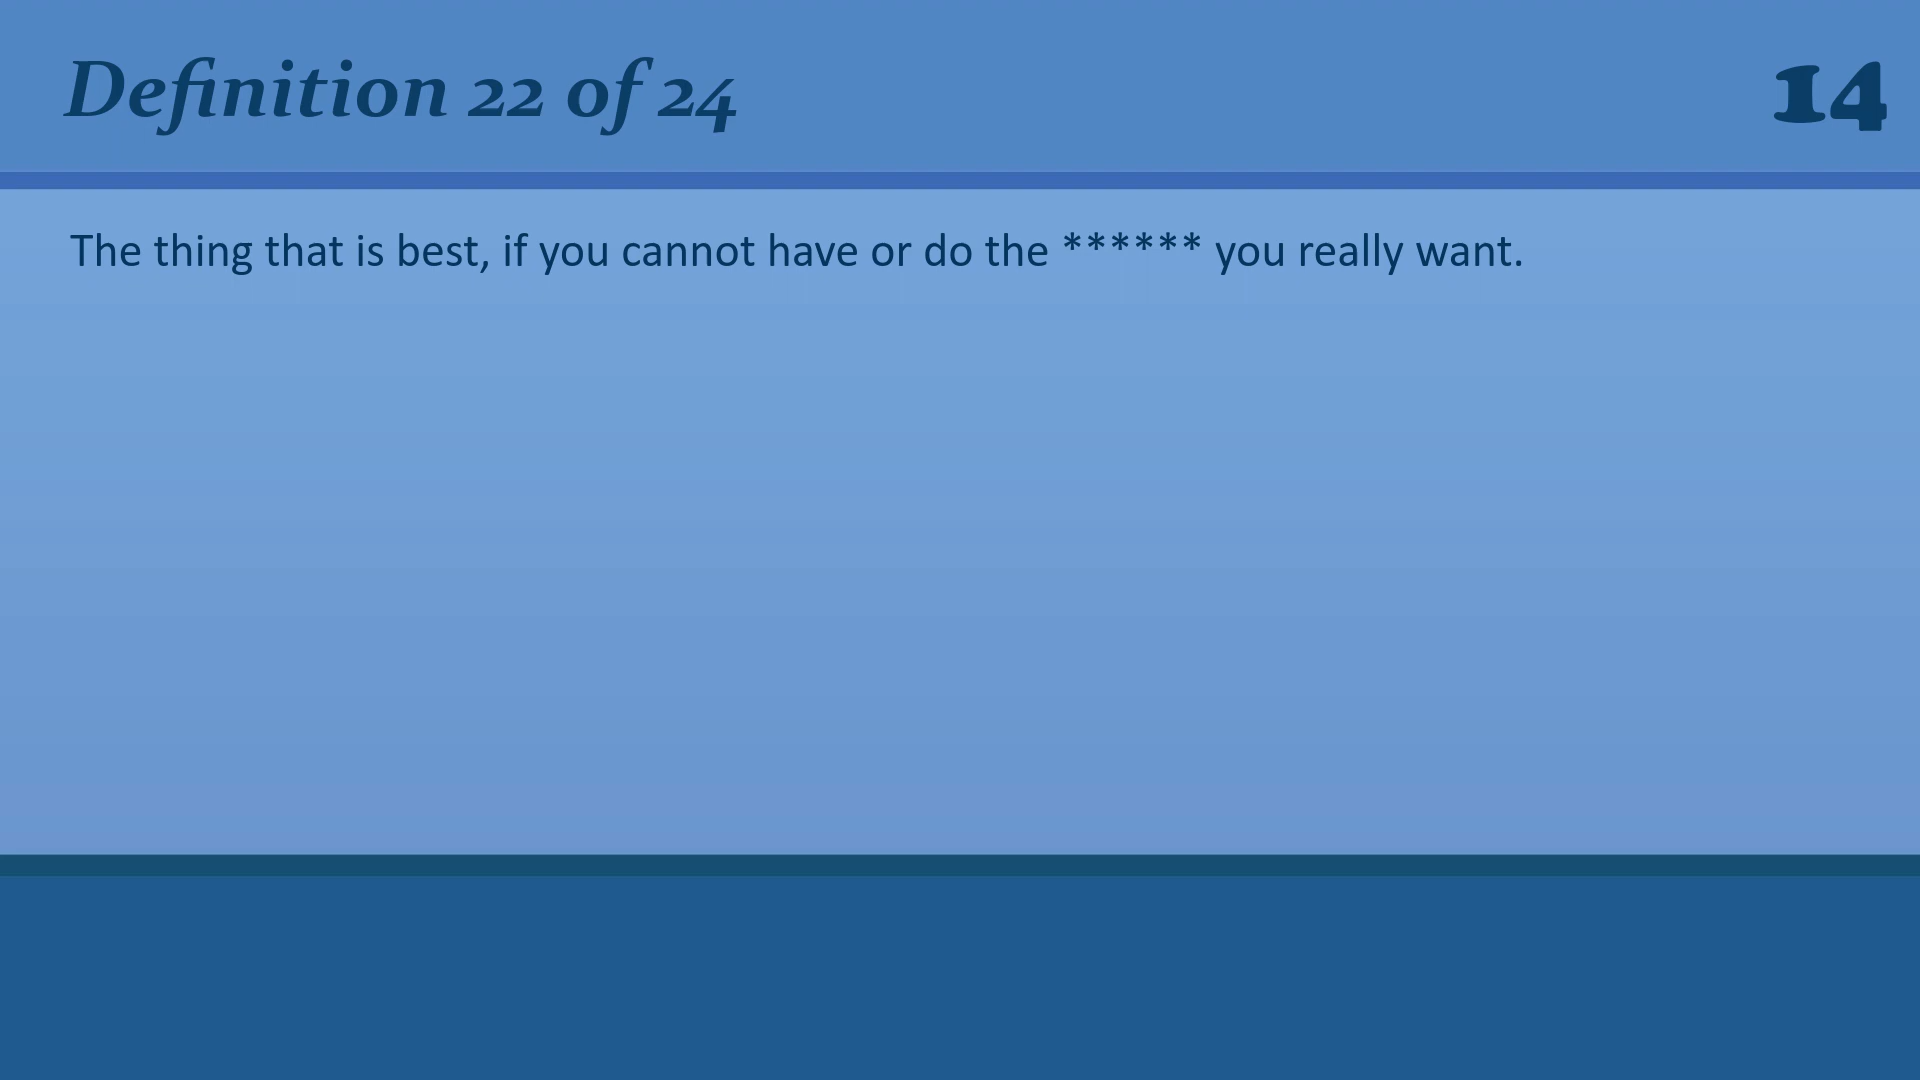 Definition 22 of 24
14
The thing that is best, if you cannot have or do the ****** you really want.